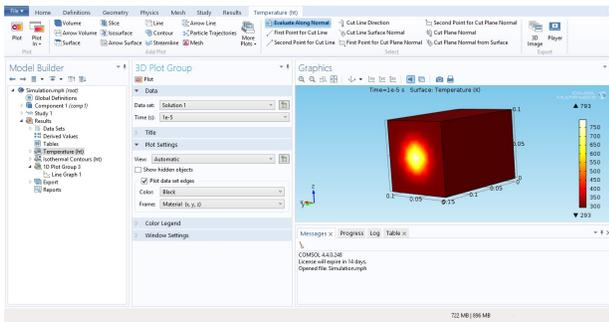 File Home Definitions Geometry Physics Mesh Study Results Temperature (ht)
Plot Plot In Volume Slice Line Arrow Line More Plots Evaluate Along Normal Cut Line Direction Second Point for Cut Plane Normal 3D Image Player
Arrow Volume Isosurface Contour Particle Trajectories First Point for Cut Line Cut Line Surface Normal Cut Plane Normal
Surface Arrow Surface Streamline Mesh Second Point for Cut Line First Point for Cut Plane Normal Cut Plane Normal from Surface
Plot Add Plot Select Export
Model Builder
Simulation.mph (root)
Global Definitions
Component 1 (comp 1)
Study 1
Results
Data Sets
Derived Values
Tables
Temperature (ht)
Isothermal Contours (ht)
1D Plot Group 3
Line Graph 1
Export
Reports
3D Plot Group
Plot
Data
Data set: Solution 1
Time (s): 1e-5
Title
Plot Settings
View: Automatic
Show hidden objects
Plot data set edges
Color: Black
Frame: Material (x, y, z)
Color Legend
Window Settings
Graphics
Time=1e-5 s Surface: Temperature (K)
▲ 793
0.1
750
700
650
600
0.05
550
500
450
400
0
350
300
0.1 0.05 0.15 0.1 0.05
▼ 293
z
y
Messages × Progress Log Table ×
COMSOL 4.4.0.248
License will expire in 14 days.
Opened file: Simulation.mph
722 MB | 896 MB